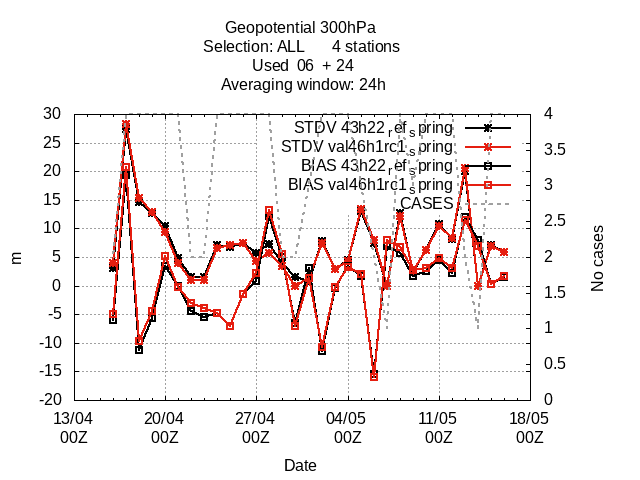 Geopotential 300hPa
Selection: ALL 4 stations
Used 06 + 24
Averaging window: 24h
STDV 43h22_ref_spring
STDV val46h1rc1_spring
BIAS 43h22_ref_spring
BIAS val46h1rc1_spring
CASES
30
25
20
15
10
5
0
-5
-10
-15
-20
m
4
3.5
3
2.5
2
1.5
1
0.5
0
No cases
13/04 20/04 27/04 04/05 11/05 18/05
00Z 00Z 00Z 00Z 00Z 00Z
Date